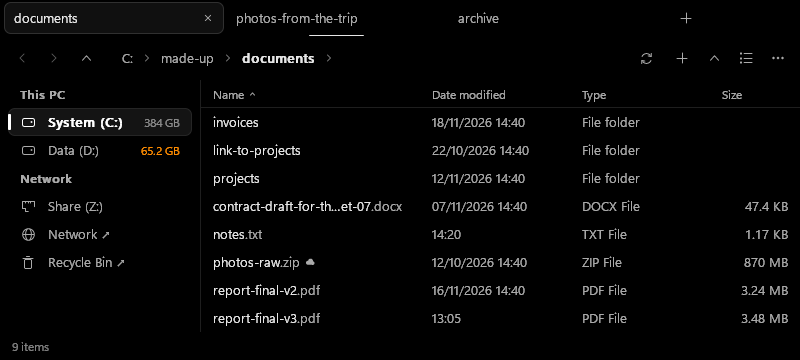 documents × photos-from-the-trip archive +
C: > made-up > documents >
This PC
System (C:) 384 GB
Data (D:) 65.2 GB
Network
Share (Z:)
Network ↗
Recycle Bin ↗
Name Date modified Type Size
invoices 18/11/2026 14:40 File folder
link-to-projects 22/10/2026 14:40 File folder
projects 12/11/2026 14:40 File folder
contract-draft-for-th...et-07.docx 07/11/2026 14:40 DOCX File 47.4 KB
notes.txt 14:20 TXT File 1.17 KB
photos-raw.zip 12/10/2026 14:40 ZIP File 870 MB
report-final-v2.pdf 16/11/2026 14:40 PDF File 3.24 MB
report-final-v3.pdf 13:05 PDF File 3.48 MB
9 items